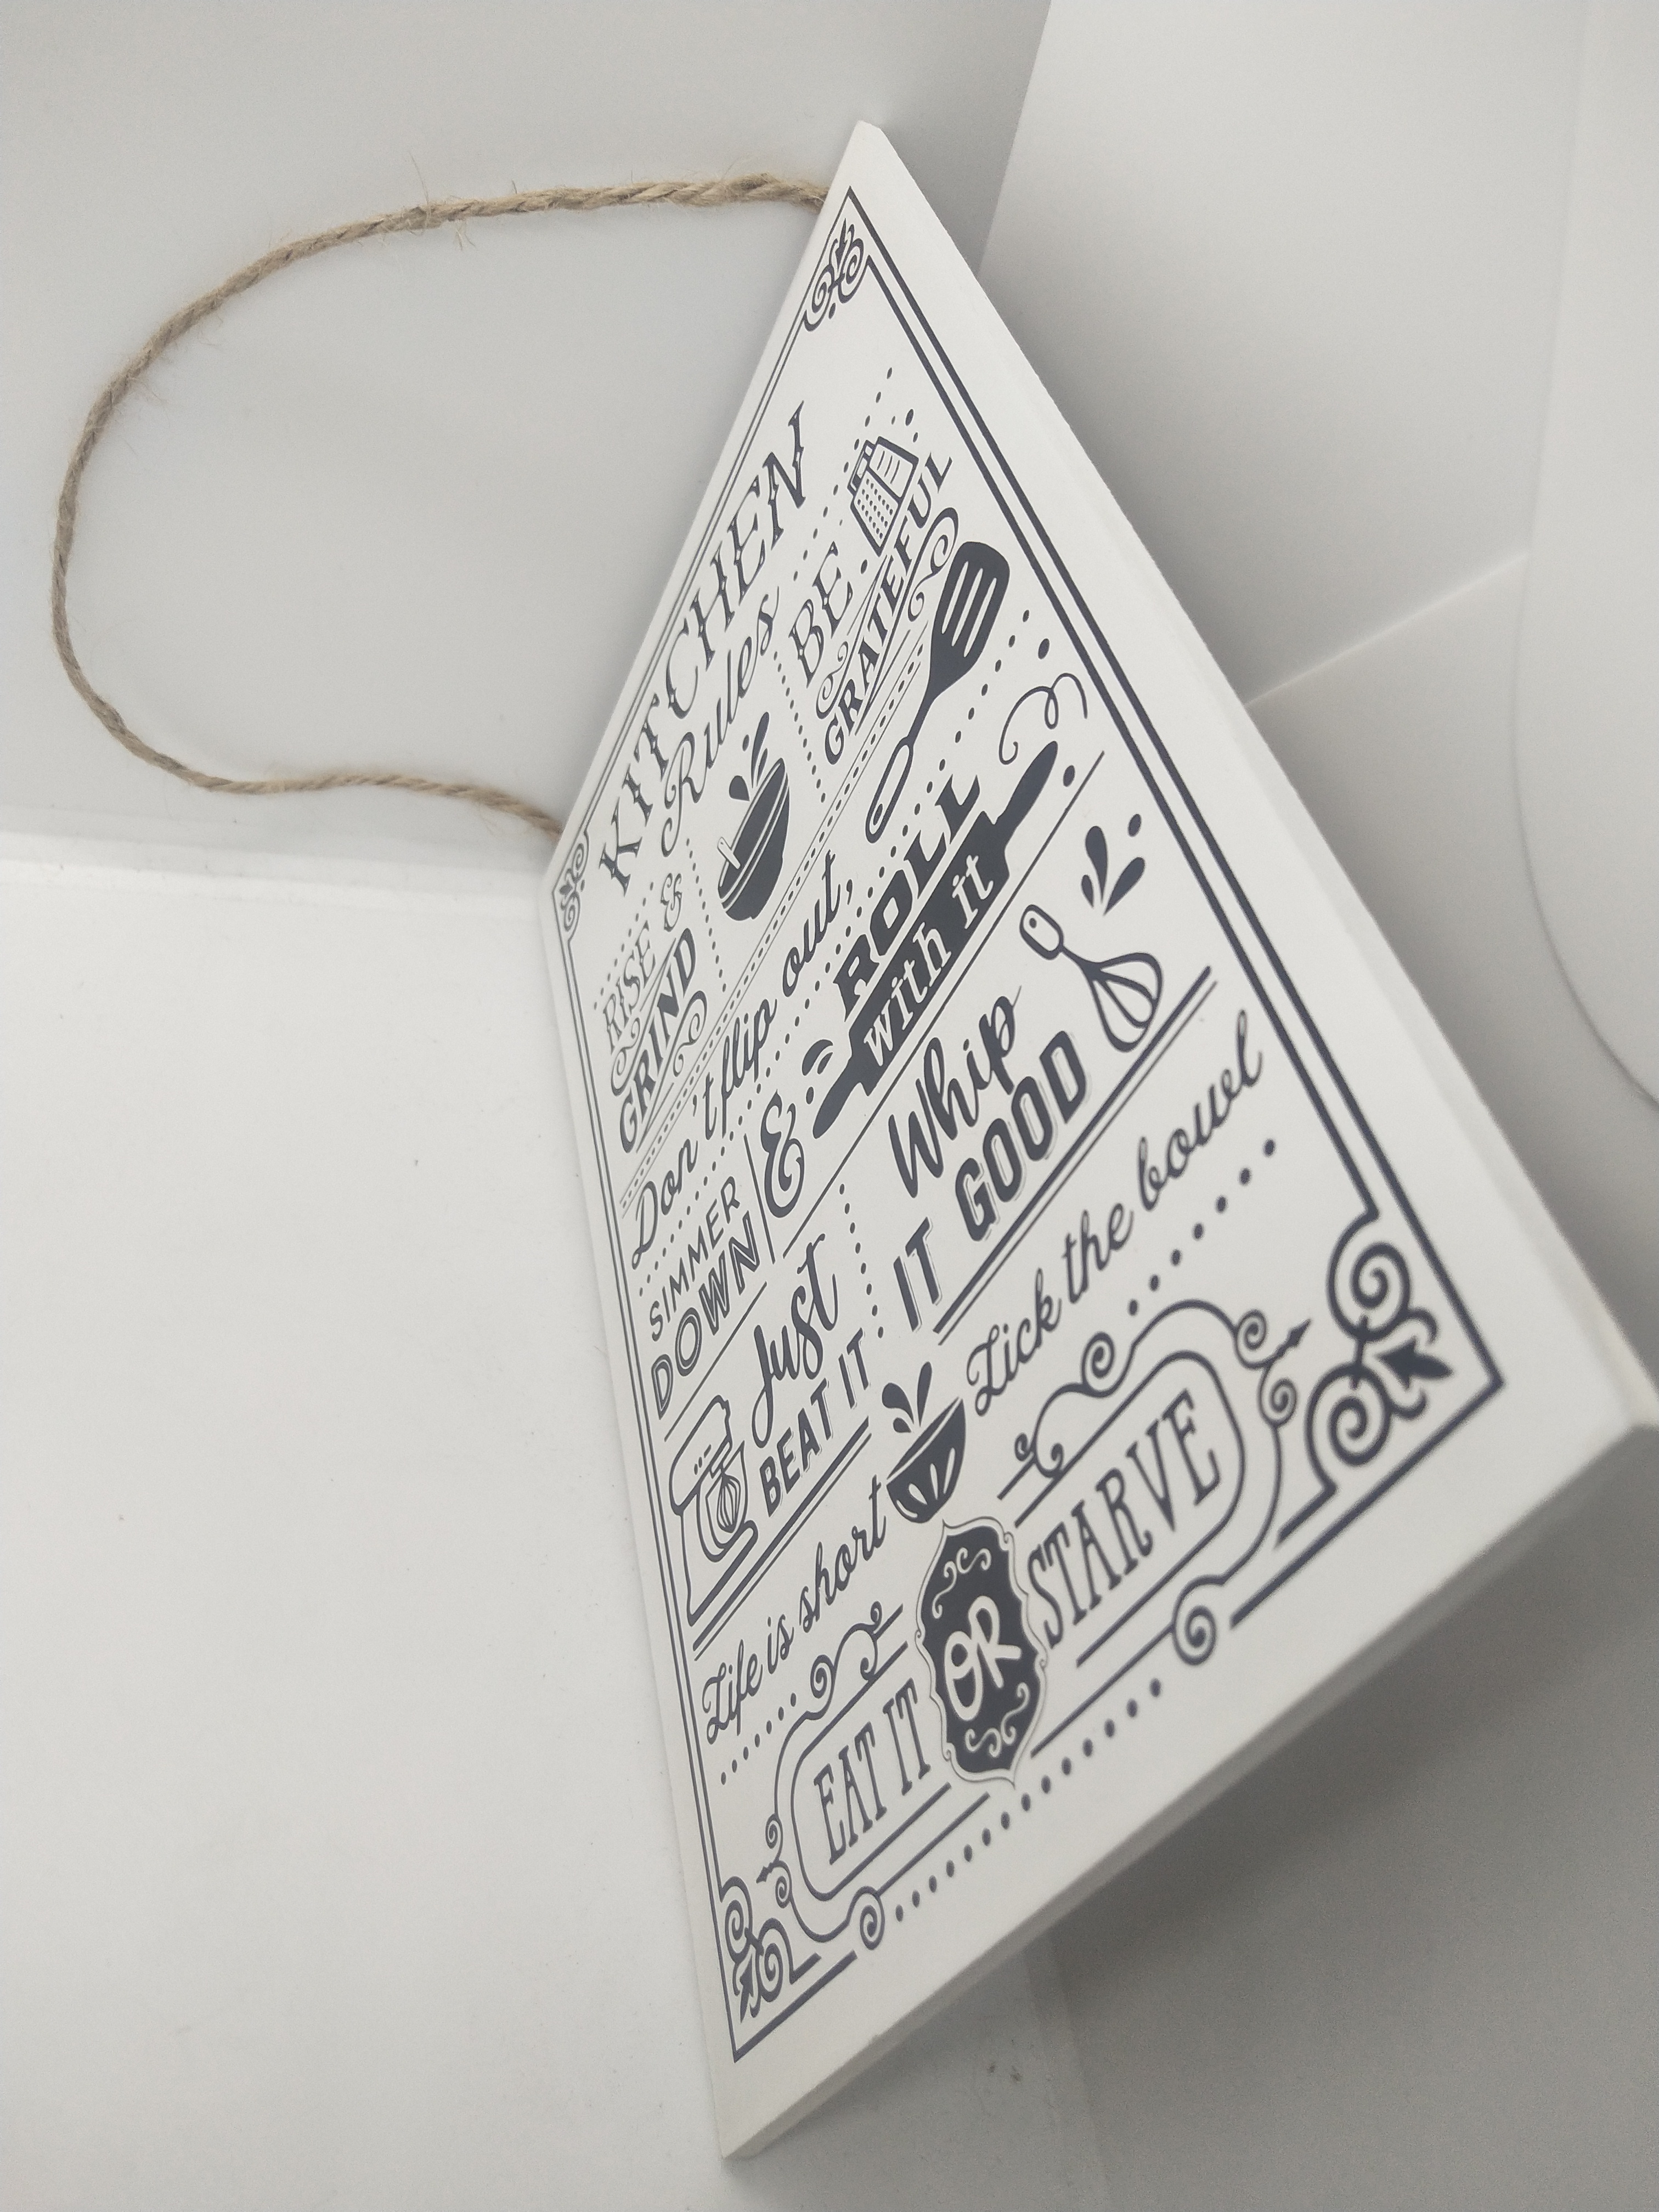 KITCHEN
Rules
RISE &
GRIND
BE
GRATEFUL
Don't flip out,
SIMMER
DOWN
&
ROLL
with it
Just
BEAT IT
Whip
IT GOOD
Life is short
Lick the bowl
EAT IT OR STARVE